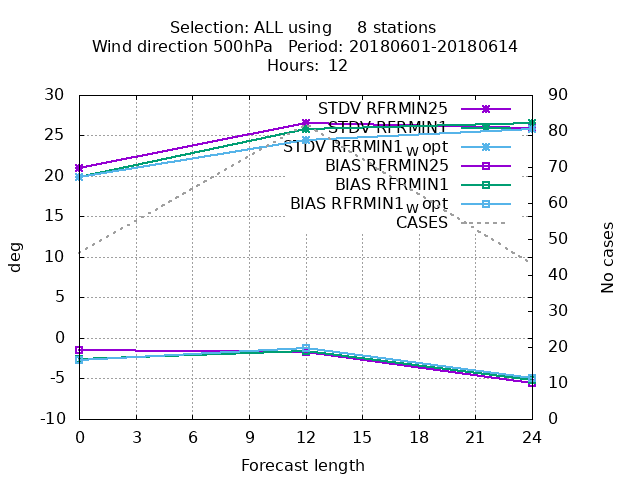 Selection: ALL using     8 stations
Wind direction 500hPa   Period: 20180601-20180614
Hours: 12
30
25
20
15
10
5
0
-5
-10
deg
90
80
70
60
50
40
30
20
10
0
No cases
STDV RFRMIN25
STDV RFRMIN1
STDV RFRMIN1_W opt
BIAS RFRMIN25
BIAS RFRMIN1
BIAS RFRMIN1_W opt
CASES
0 3 6 9 12 15 18 21 24
Forecast length